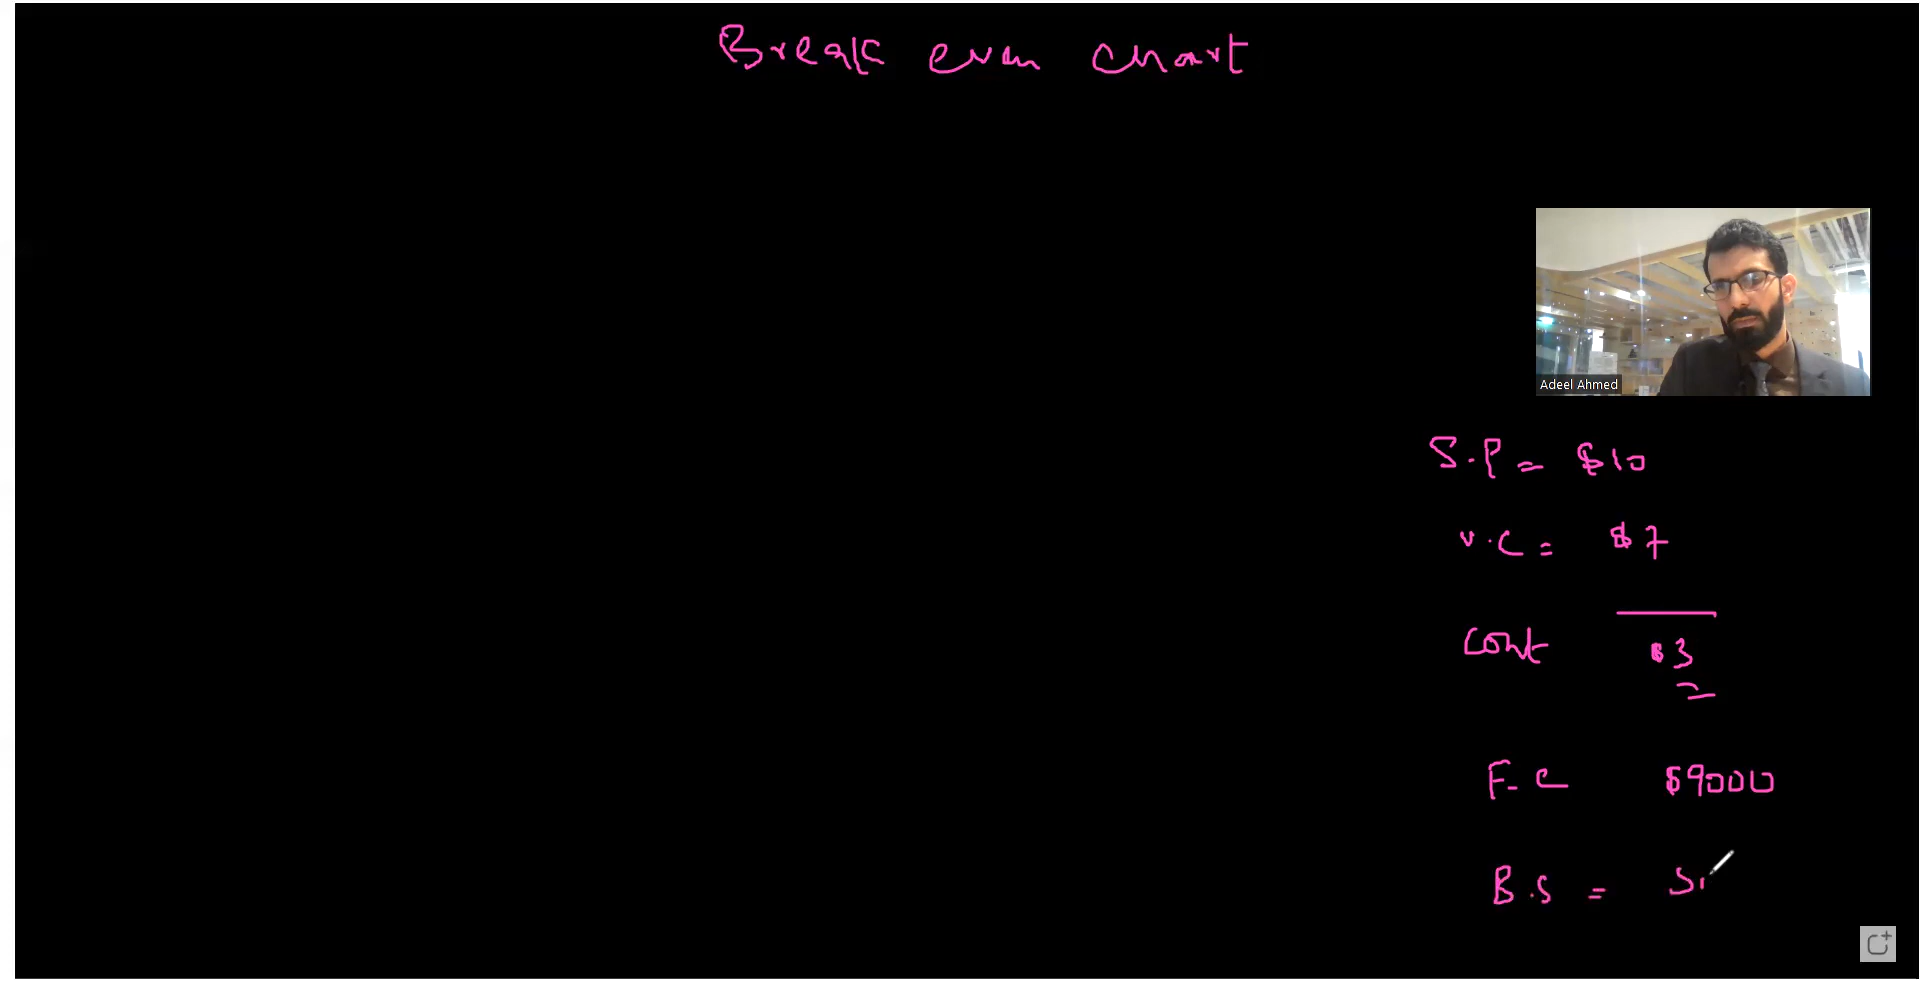 Break even chart
Adeel Ahmed
S.P = $10
V.C = $7
Cont $3
F.C $9000
B.S =